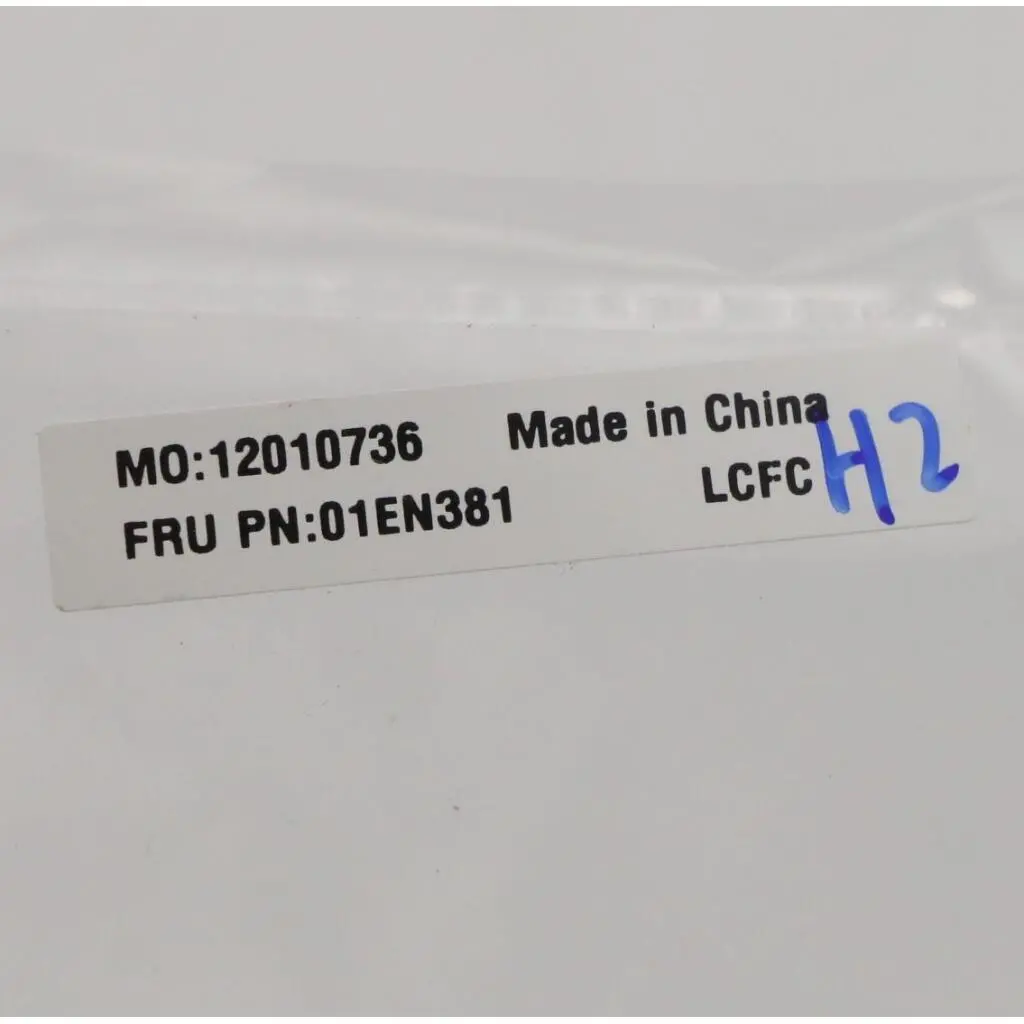 MO:12010736 Made in China
FRU PN:01EN381 LCFC H2